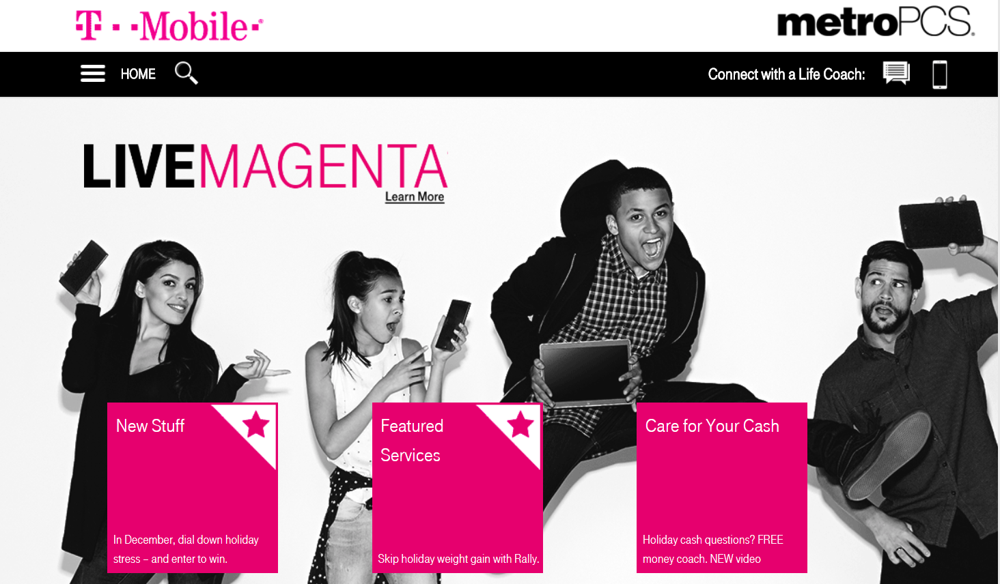 T··Mobile·®
metroPCS.
HOME
Connect with a Life Coach:
LIVEMAGENTA
Learn More
New Stuff
In December, dial down holiday
stress – and enter to win.
Featured
Services
Skip holiday weight gain with Rally.
Care for Your Cash
Holiday cash questions? FREE
money coach. NEW video